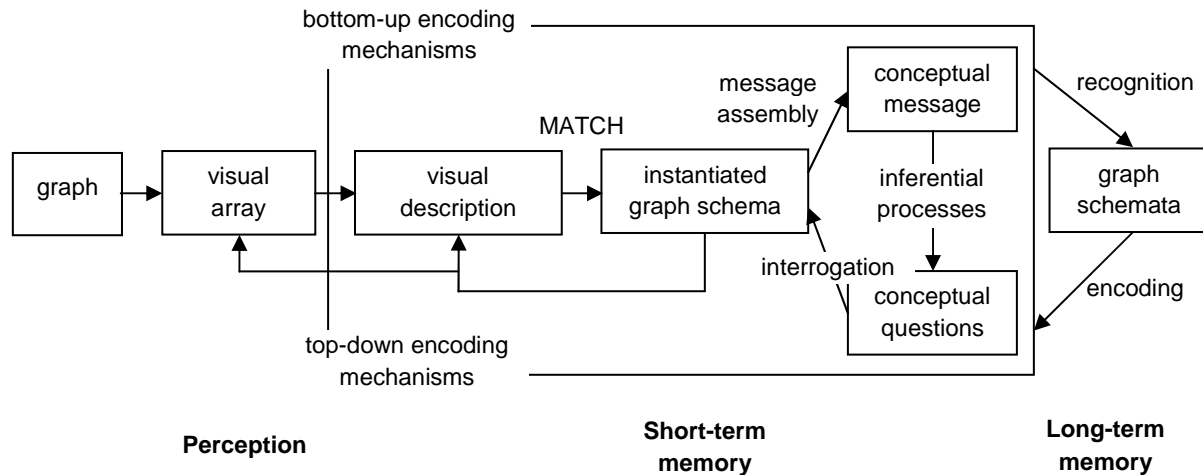 bottom-up encoding
mechanisms
message
assembly
conceptual
message
recognition
MATCH
graph
visual
array
visual
description
instantiated
graph schema
inferential
processes
graph
schemata
interrogation
conceptual
questions
encoding
top-down encoding
mechanisms
Perception
Short-term
memory
Long-term
memory